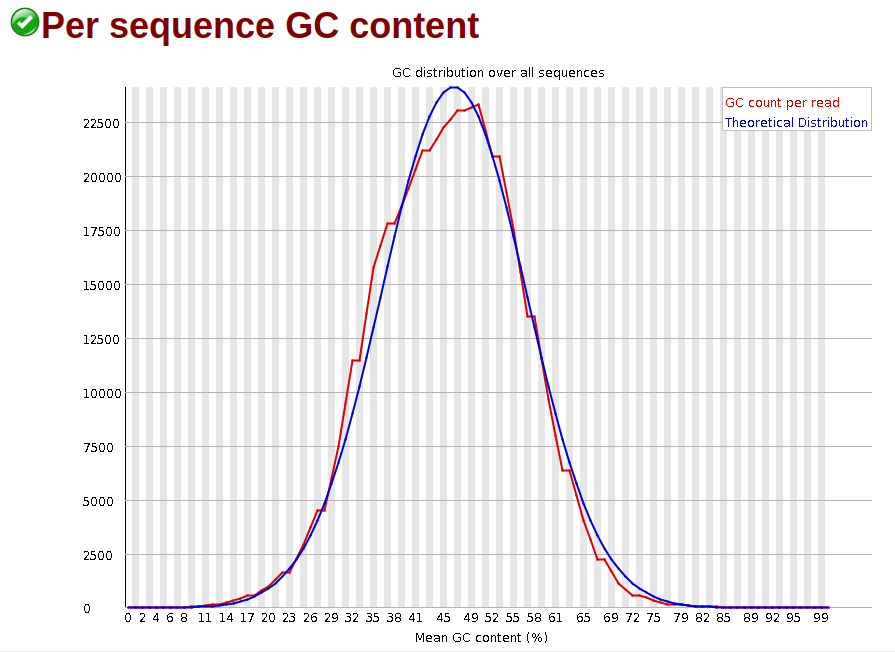 Per sequence GC content
GC distribution over all sequences
GC count per read
Theoretical Distribution
22500
20000
17500
15000
12500
10000
7500
5000
2500
0
0 2 4 6 8 11 14 17 20 23 26 29 32 35 38 41 45 49 52 55 58 61 65 69 72 75 79 82 85 89 92 95 99
Mean GC content (%)